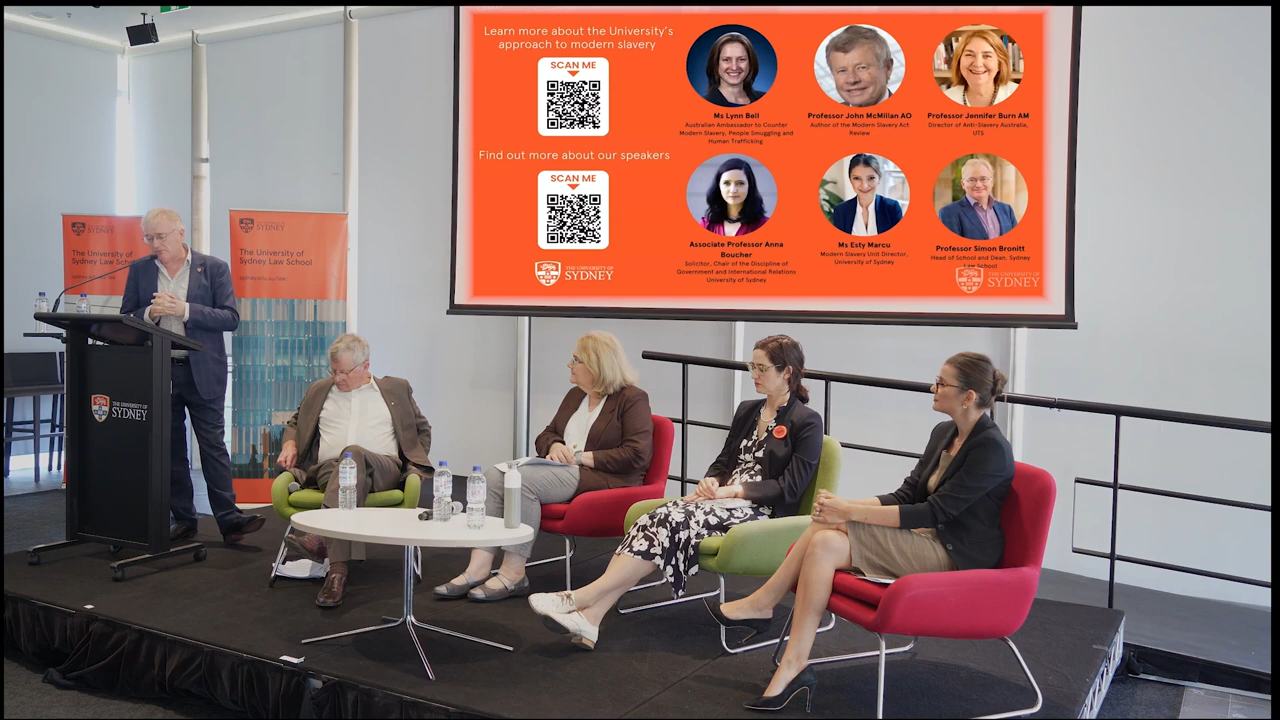 Learn more about the University's
approach to modern slavery
SCAN ME
Find out more about our speakers
SCAN ME
THE UNIVERSITY OF
SYDNEY
Ms Lynn Bell
Australian Ambassador to Counter
Modern Slavery, People Smuggling and
Human Trafficking
Professor John McMillan AO
Author of the Modern Slavery Act
Review
Professor Jennifer Burn AM
Director of Anti-Slavery Australia,
UTS
Associate Professor Anna
Boucher
Solicitor, Chair of the Discipline of
Government and International Relations
University of Sydney
Ms Esty Marcu
Modern Slavery Unit Director,
University of Sydney
Professor Simon Bronitt
Head of School and Dean, Sydney
Law School
THE UNIVERSITY OF
SYDNEY
SYDNEY
The University of
Sydney Law School
THE UNIVERSITY OF
SYDNEY
The University of
Sydney Law School
THE UNIVERSITY OF
SYDNEY